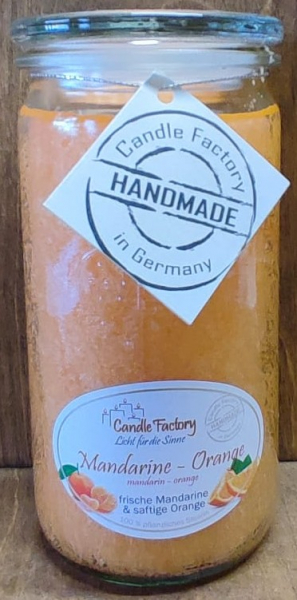 Candle Factory
HANDMADE
in Germany
Candle Factory
Licht für die Sinne
HANDMADE
Mandarine - Orange
mandarin - orange
frische Mandarine
& saftige Orange